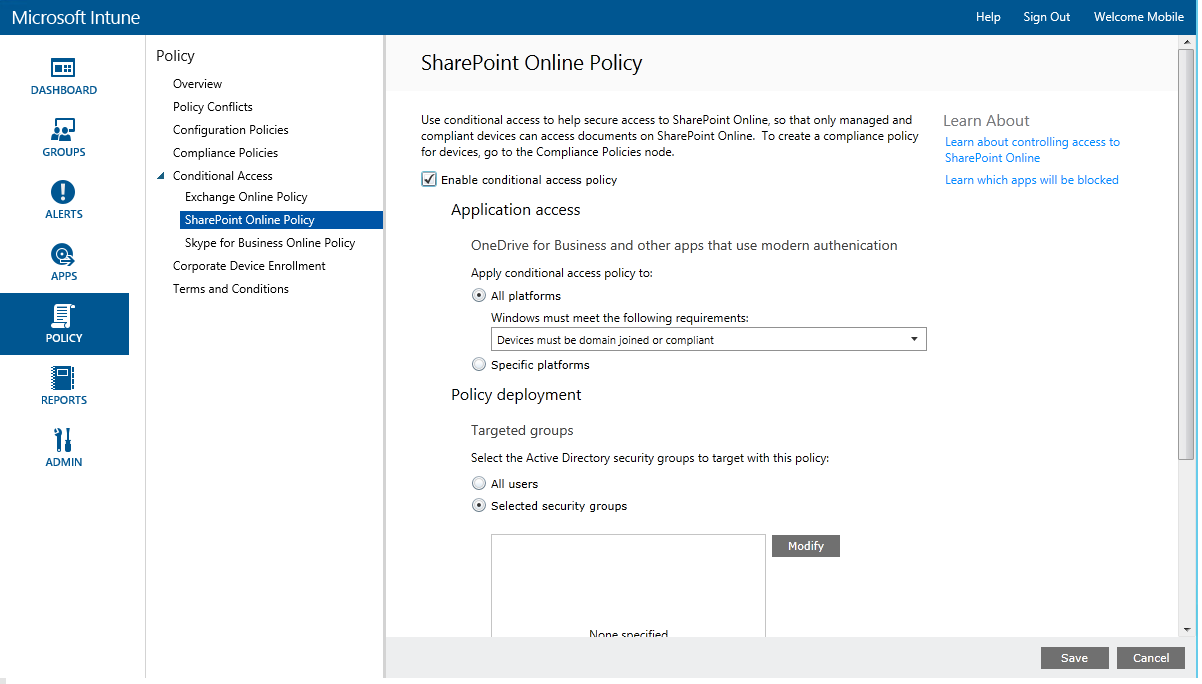 Microsoft Intune
Help Sign Out Welcome Mobile
DASHBOARD
GROUPS
ALERTS
APPS
POLICY
REPORTS
ADMIN
Policy
Overview
Policy Conflicts
Configuration Policies
Compliance Policies
Conditional Access
Exchange Online Policy
SharePoint Online Policy
Skype for Business Online Policy
Corporate Device Enrollment
Terms and Conditions
SharePoint Online Policy
Use conditional access to help secure access to SharePoint Online, so that only managed and
compliant devices can access documents on SharePoint Online. To create a compliance policy
for devices, go to the Compliance Policies node.
Enable conditional access policy
Application access
OneDrive for Business and other apps that use modern authenication
Apply conditional access policy to:
All platforms
Windows must meet the following requirements:
Devices must be domain joined or compliant
Specific platforms
Policy deployment
Targeted groups
Select the Active Directory security groups to target with this policy:
All users
Selected security groups
Modify
None specified
Learn About
Learn about controlling access to
SharePoint Online
Learn which apps will be blocked
Save Cancel